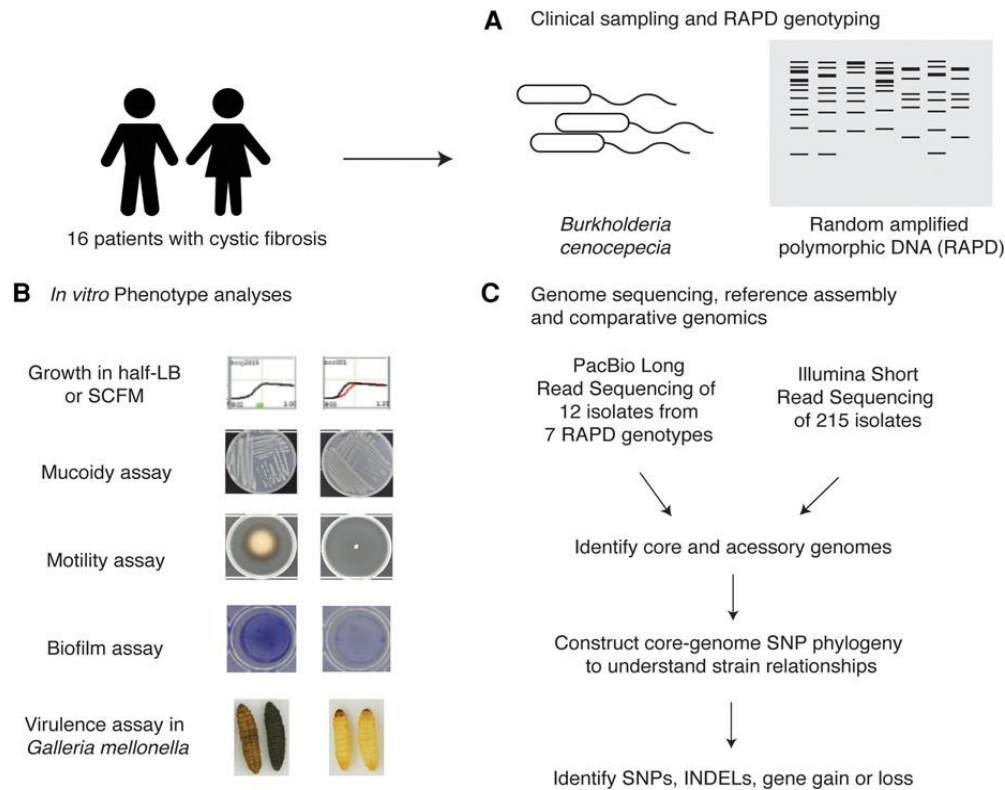 A Clinical sampling and RAPD genotyping
16 patients with cystic fibrosis
Burkholderia
cenocepecia
Random amplified
polymorphic DNA (RAPD)
B In vitro Phenotype analyses
Growth in half-LB
or SCFM
Mucoidy assay
Motility assay
Biofilm assay
Virulence assay in
Galleria mellonella
C Genome sequencing, reference assembly
and comparative genomics
PacBio Long
Read Sequencing of
12 isolates from
7 RAPD genotypes
Illumina Short
Read Sequencing
of 215 isolates
Identify core and acessory genomes
Construct core-genome SNP phylogeny
to understand strain relationships
Identify SNPs, INDELs, gene gain or loss